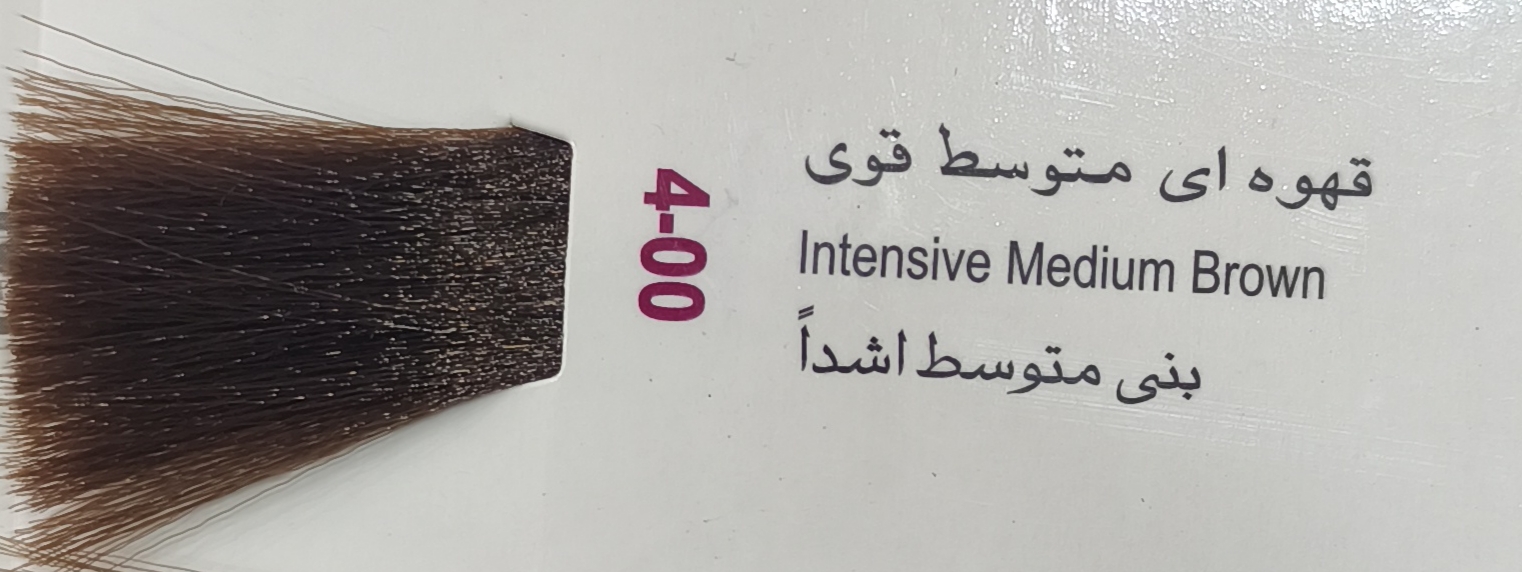 4-00
قهوه ای متوسط قوی
Intensive Medium Brown
بنی متوسط اشداً